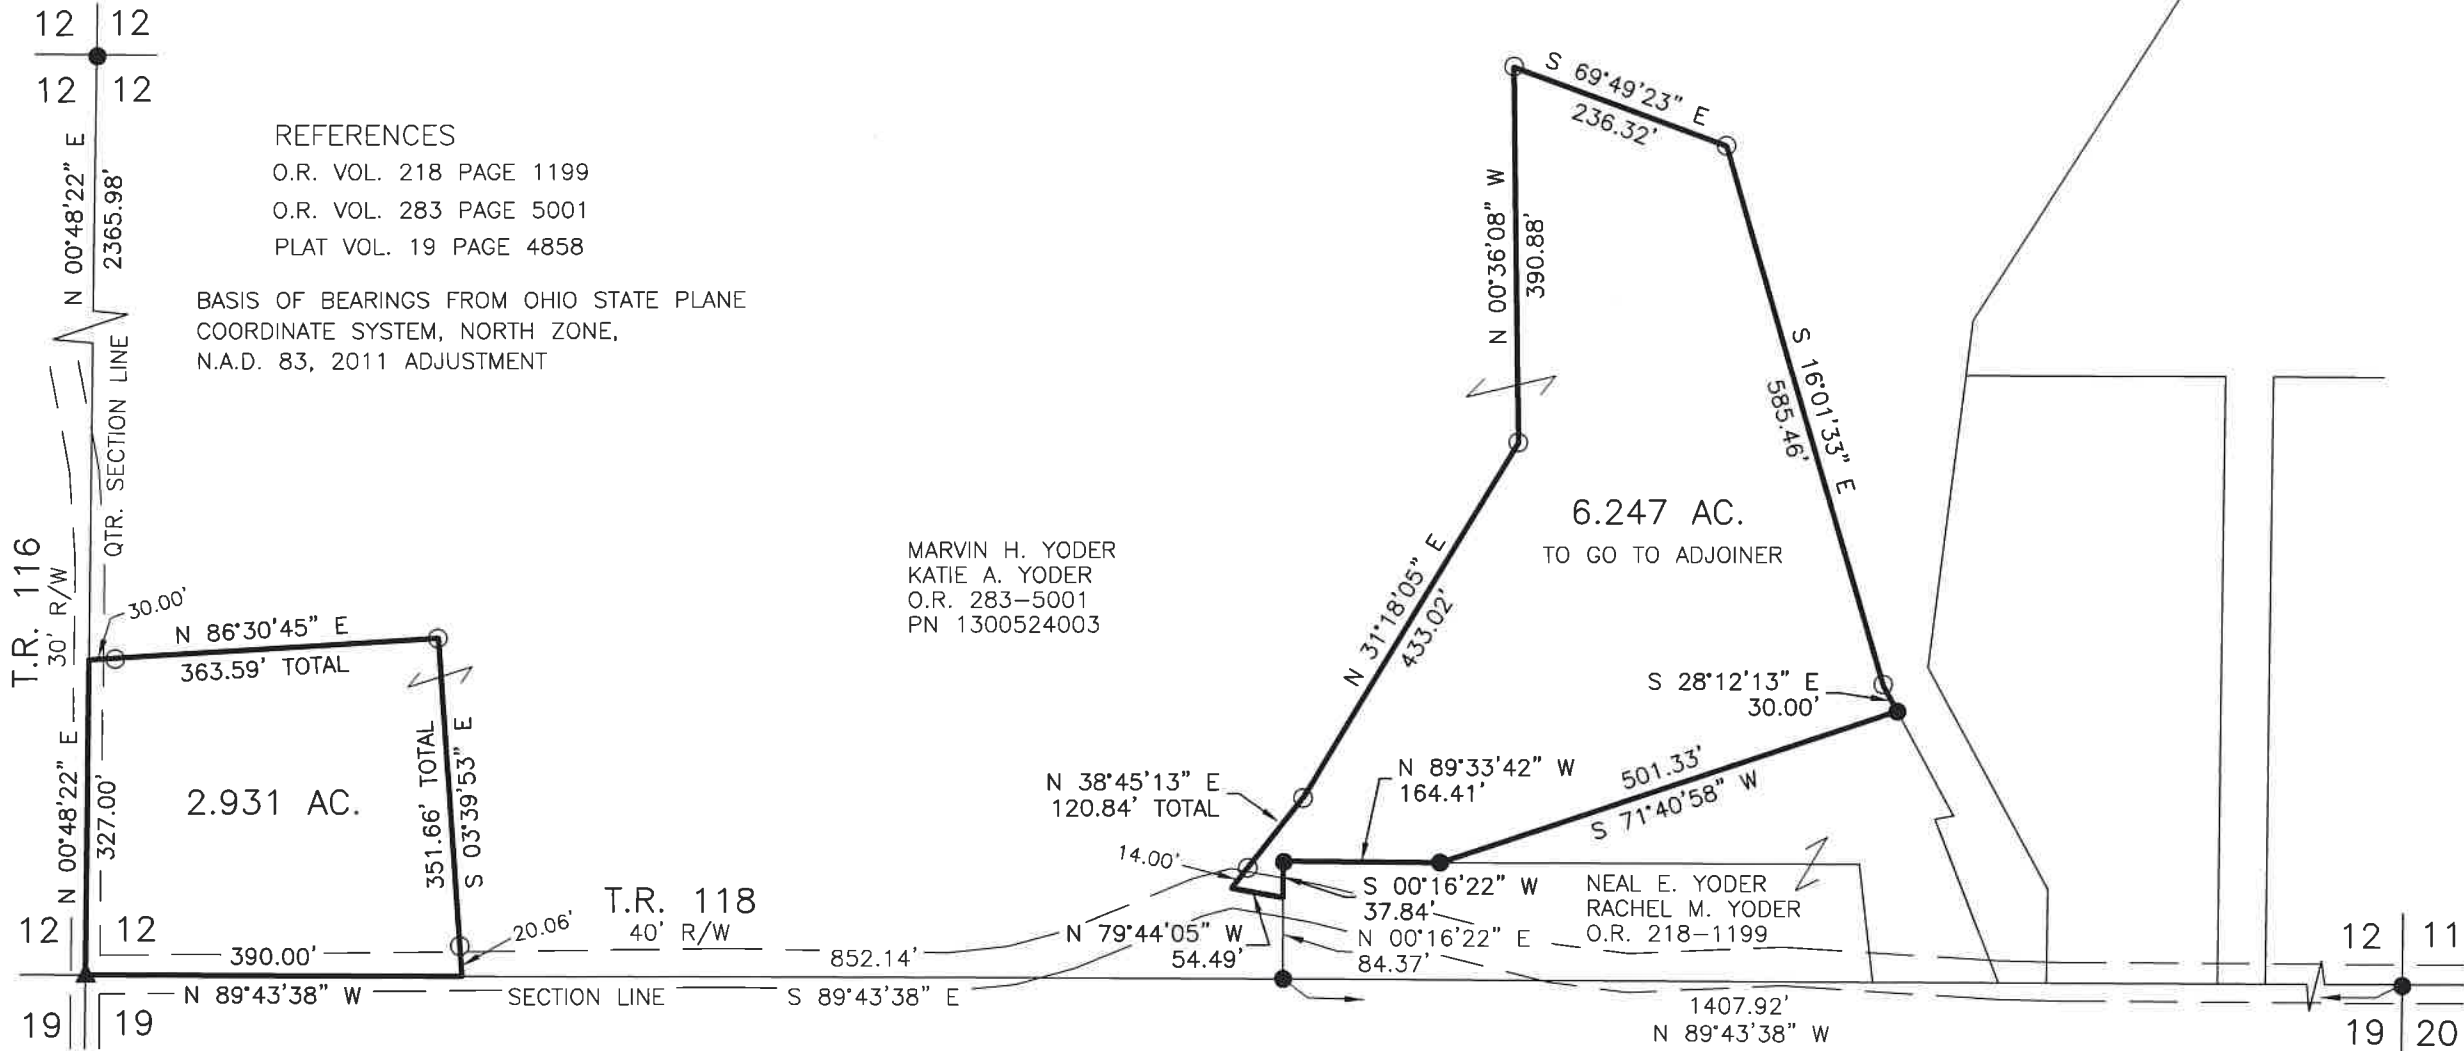 12 12
12 12
N 00°48'22" E
2365.98'
REFERENCES
O.R. VOL. 218 PAGE 1199
O.R. VOL. 283 PAGE 5001
PLAT VOL. 19 PAGE 4858
BASIS OF BEARINGS FROM OHIO STATE PLANE
COORDINATE SYSTEM, NORTH ZONE,
N.A.D. 83, 2011 ADJUSTMENT
QTR. SECTION LINE
T.R. 116
30' R/W
30.00'
N 86°30'45" E
363.59' TOTAL
N 00°48'22" E
327.00'
2.931 AC.
351.66' TOTAL
S 03°39'53" E
12 12
390.00'
20.06'
T.R. 118
40' R/W
852.14'
N 89°43'38" W
SECTION LINE
S 89°43'38" E
19 19
MARVIN H. YODER
KATIE A. YODER
O.R. 283-5001
PN 1300524003
S 69°49'23" E
236.32'
N 00°36'08" W
390.88'
S 16°01'33" E
585.46'
6.247 AC.
TO GO TO ADJOINER
N 31°18'05" E
433.02'
S 28°12'13" E
30.00'
N 38°45'13" E
120.84' TOTAL
N 89°33'42" W
164.41'
501.33'
S 71°40'58" W
14.00'
S 00°16'22" W
37.84'
N 79°44'05" W
54.49'
N 00°16'22" E
84.37'
NEAL E. YODER
RACHEL M. YODER
O.R. 218-1199
1407.92'
N 89°43'38" W
12 11
19 20